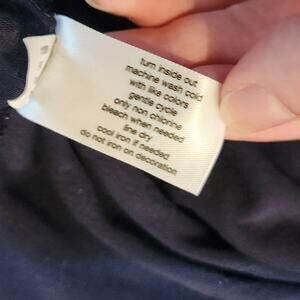 turn inside out
machine wash cold
with like colors
gentle cycle
only non chlorine
bleach when needed
line dry
cool iron if needed
do not iron on decoration